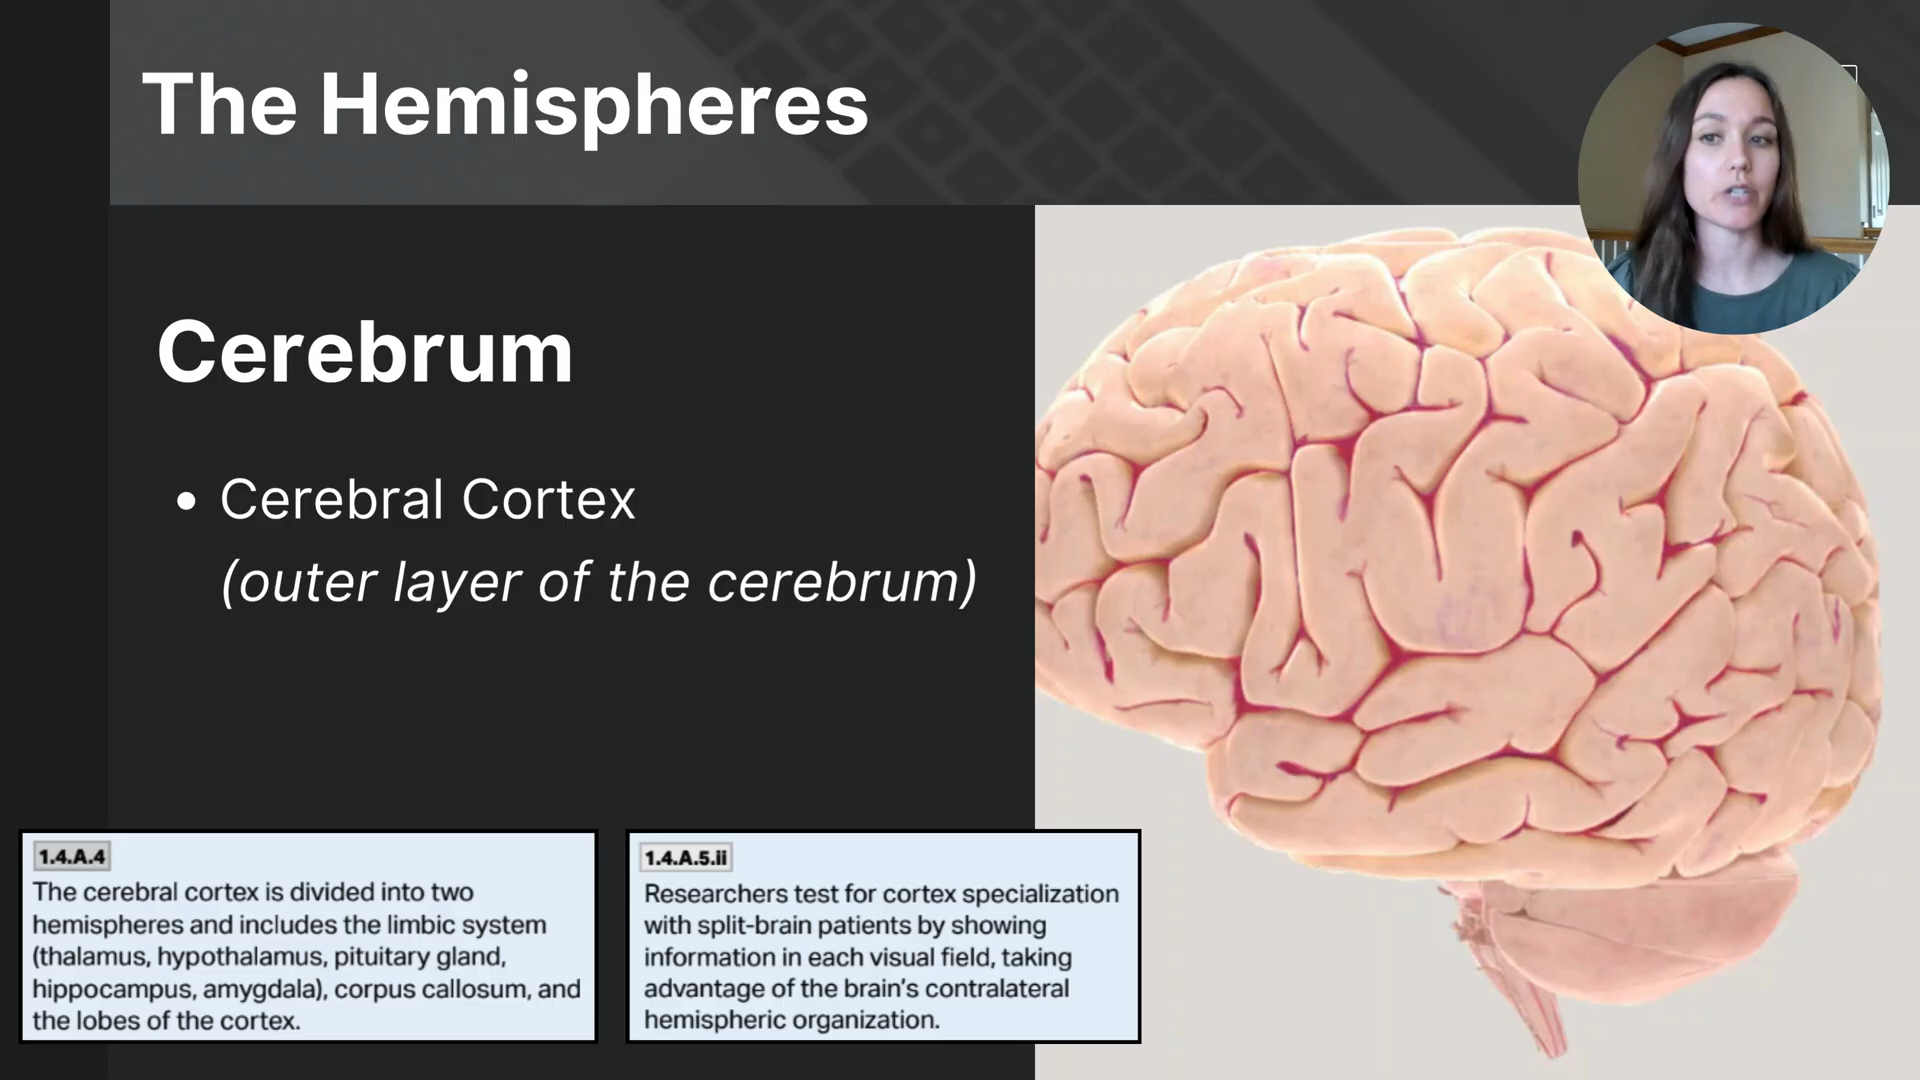 The Hemispheres
Cerebrum
• Cerebral Cortex
(outer layer of the cerebrum)
1.4.A.4
The cerebral cortex is divided into two
hemispheres and includes the limbic system
(thalamus, hypothalamus, pituitary gland,
hippocampus, amygdala), corpus callosum, and
the lobes of the cortex.
1.4.A.5.ii
Researchers test for cortex specialization
with split-brain patients by showing
information in each visual field, taking
advantage of the brain's contralateral
hemispheric organization.